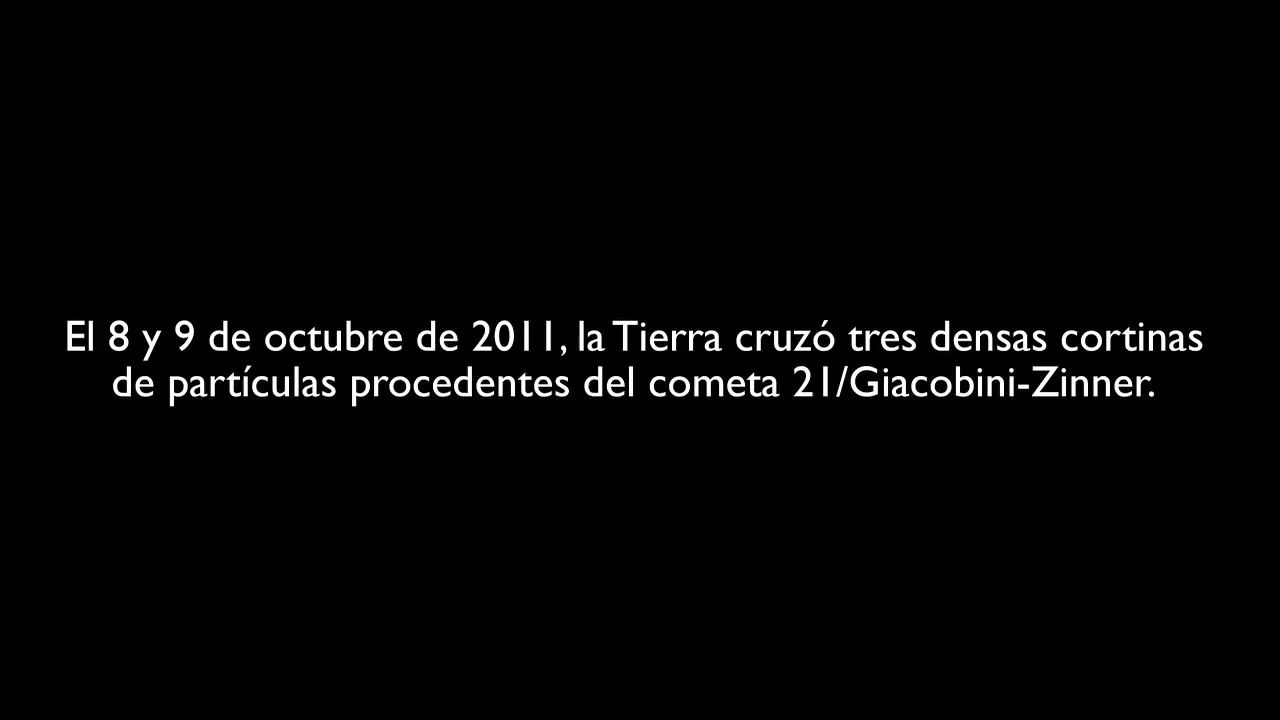 El 8 y 9 de octubre de 2011, la Tierra cruzó tres densas cortinas
de partículas procedentes del cometa 21/Giacobini-Zinner.